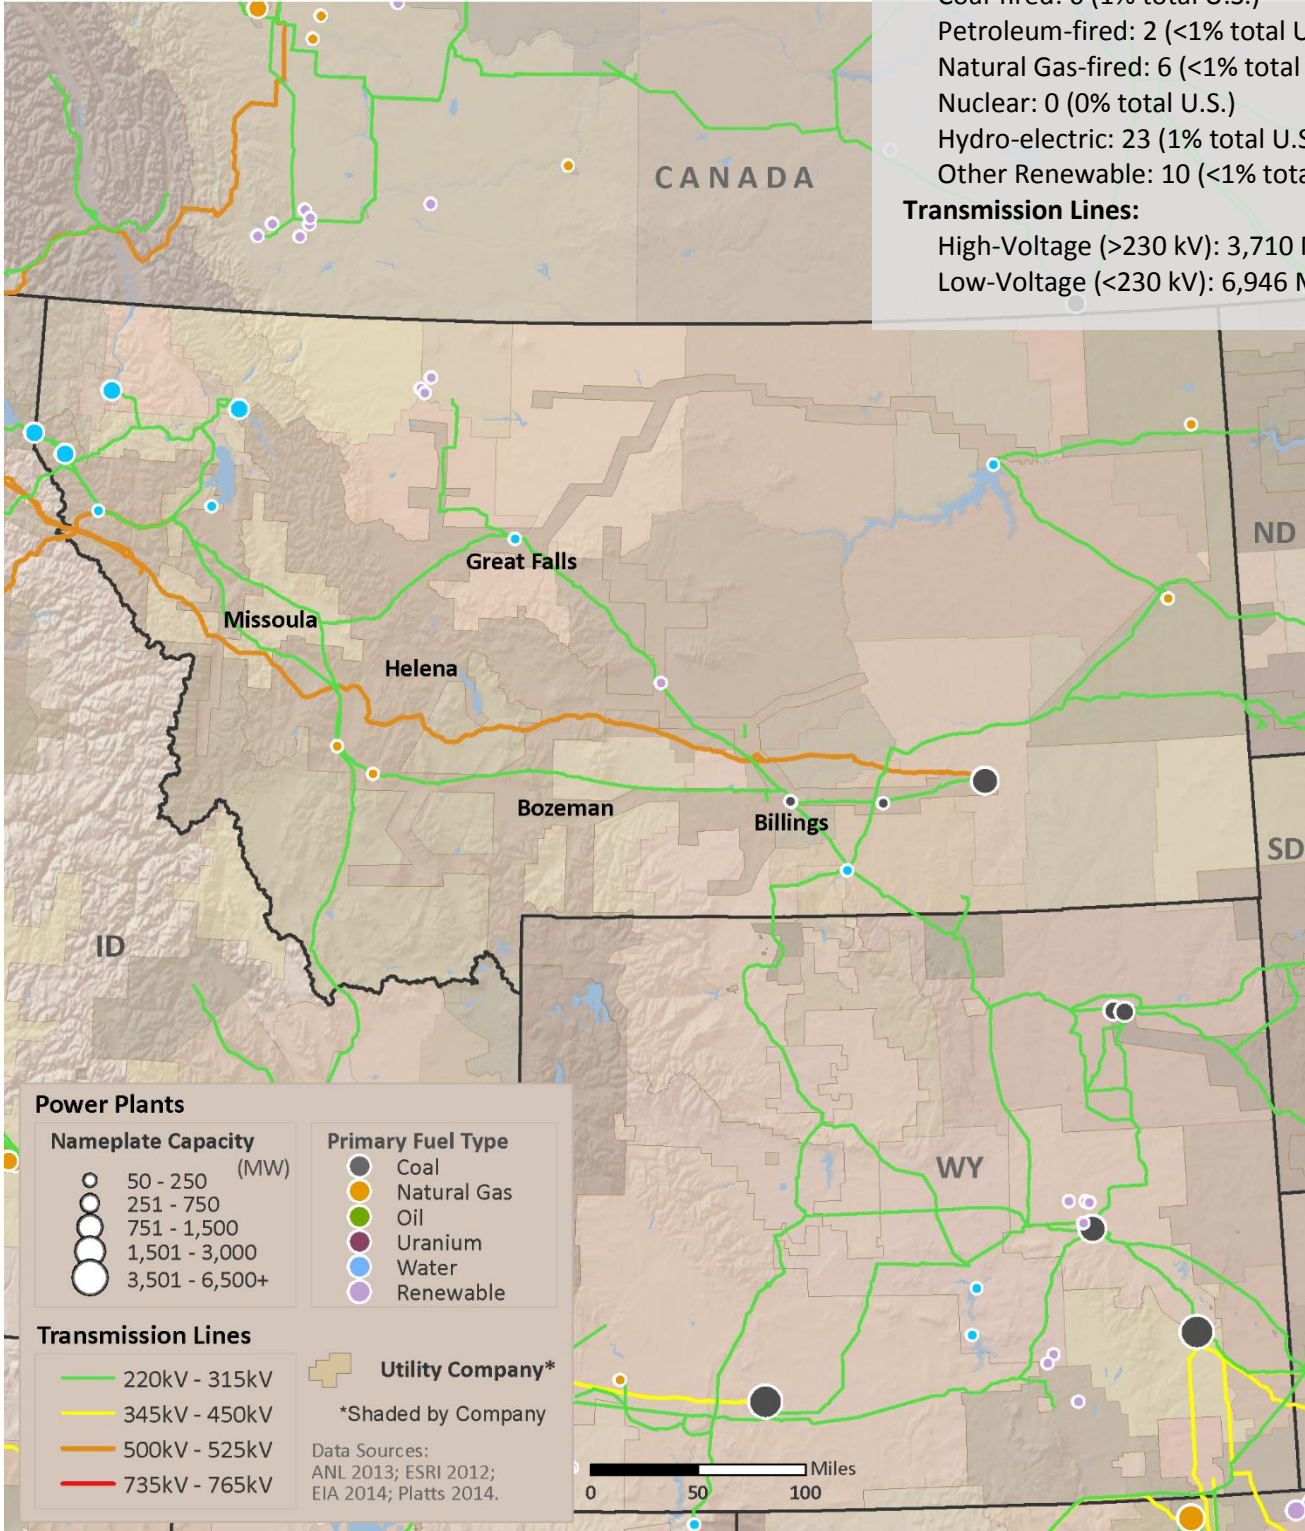 Petroleum-fired: 2 (<1% total U
Natural Gas-fired: 6 (<1% total
Nuclear: 0 (0% total U.S.)
Hydro-electric: 23 (1% total U.S
Other Renewable: 10 (<1% tota
Transmission Lines:
High-Voltage (>230 kV): 3,710
Low-Voltage (<230 kV): 6,946
CANADA
ND
Great Falls
Missoula
Helena
Bozeman
Billings
SD
ID
WY
Power Plants
Nameplate Capacity
(MW)
50 - 250
251 - 750
751 - 1,500
1,501 - 3,000
3,501 - 6,500+
Primary Fuel Type
Coal
Natural Gas
Oil
Uranium
Water
Renewable
Transmission Lines
220kV - 315kV
345kV - 450kV
500kV - 525kV
735kV - 765kV
Utility Company*
*Shaded by Company
Data Sources:
ANL 2013; ESRI 2012;
EIA 2014; Platts 2014.
Miles
0 50 100